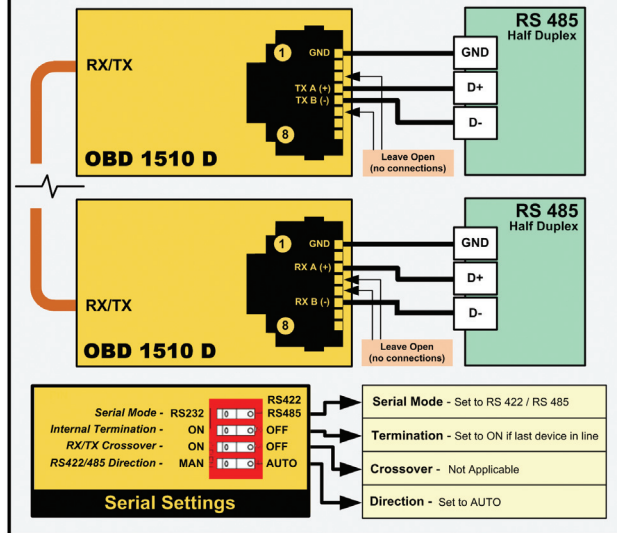 RS 485
Half Duplex
RX/TX
1
GND
GND
TX A (+)
D+
TX B (-)
D-
8
Leave Open
(no connections)
OBD 1510 D
RS 485
Half Duplex
1
GND
GND
RX A (+)
D+
RX/TX
RX B (-)
D-
8
Leave Open
(no connections)
OBD 1510 D
RS422
Serial Mode - RS232 RS485
Internal Termination - ON OFF
RX/TX Crossover - ON OFF
RS422/485 Direction - MAN AUTO
Serial Settings
Serial Mode - Set to RS 422 / RS 485
Termination - Set to ON if last device in line
Crossover - Not Applicable
Direction - Set to AUTO